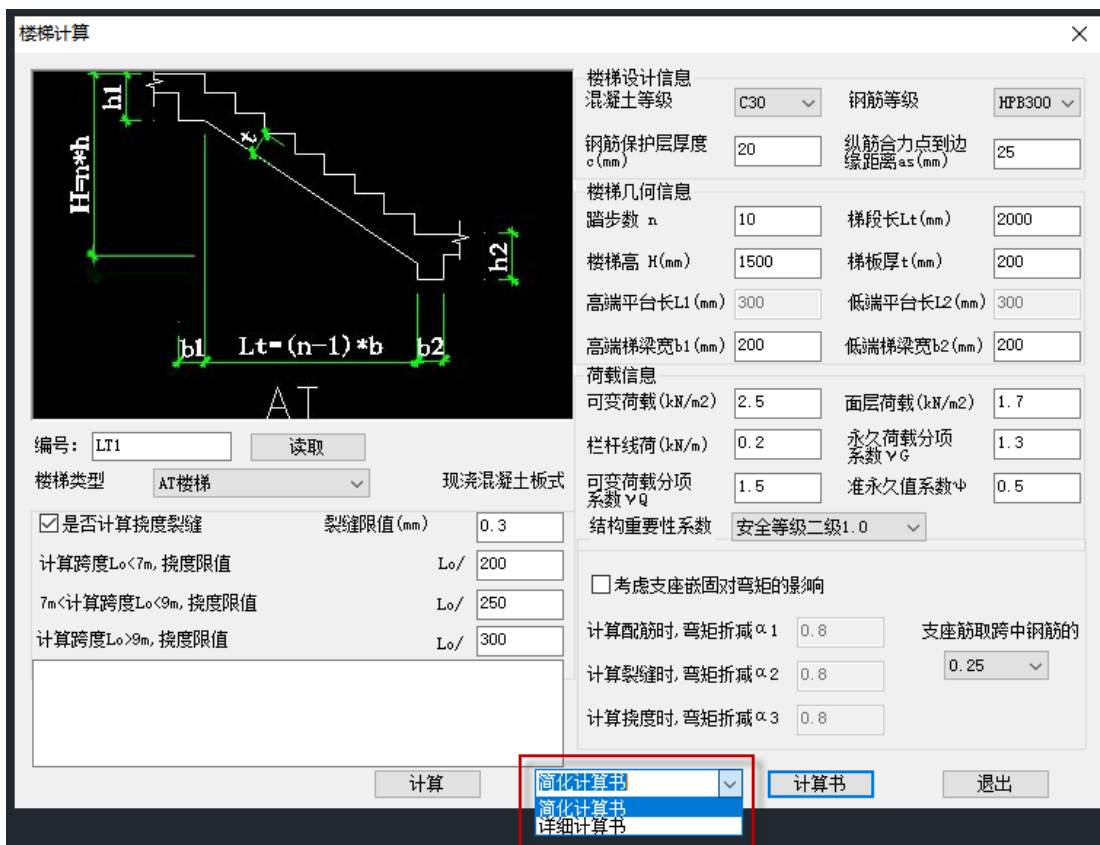 楼梯计算
h1
H=n*h
t
h2
b1
Lt=(n-1)*b
b2
AT
编号:
LT1
读取
楼梯类型
AT楼梯
现浇混凝土板式
是否计算挠度裂缝
裂缝限值(mm)
0.3
计算跨度Lo<7m,挠度限值
Lo/
200
7m<计算跨度Lo<9m,挠度限值
Lo/
250
计算跨度Lo>9m,挠度限值
Lo/
300
楼梯设计信息
混凝土等级
C30
钢筋等级
HPB300
钢筋保护层厚度
c(mm)
20
纵筋合力点到边
缘距离as(mm)
25
楼梯几何信息
踏步数 n
10
梯段长Lt(mm)
2000
楼梯高 H(mm)
1500
梯板厚t(mm)
200
高端平台长L1(mm)
300
低端平台长L2(mm)
300
高端梯梁宽b1(mm)
200
低端梯梁宽b2(mm)
200
荷载信息
可变荷载(kN/m2)
2.5
面层荷载(kN/m2)
1.7
栏杆线荷(kN/m)
0.2
永久荷载分项
系数γG
1.3
可变荷载分项
系数γQ
1.5
准永久值系数Ψ
0.5
结构重要性系数
安全等级二级1.0
考虑支座嵌固对弯矩的影响
计算配筋时,弯矩折减α1
0.8
支座筋取跨中钢筋的
0.25
计算裂缝时,弯矩折减α2
0.8
计算挠度时,弯矩折减α3
0.8
计算
简化计算书
计算书
退出
简化计算书
详细计算书